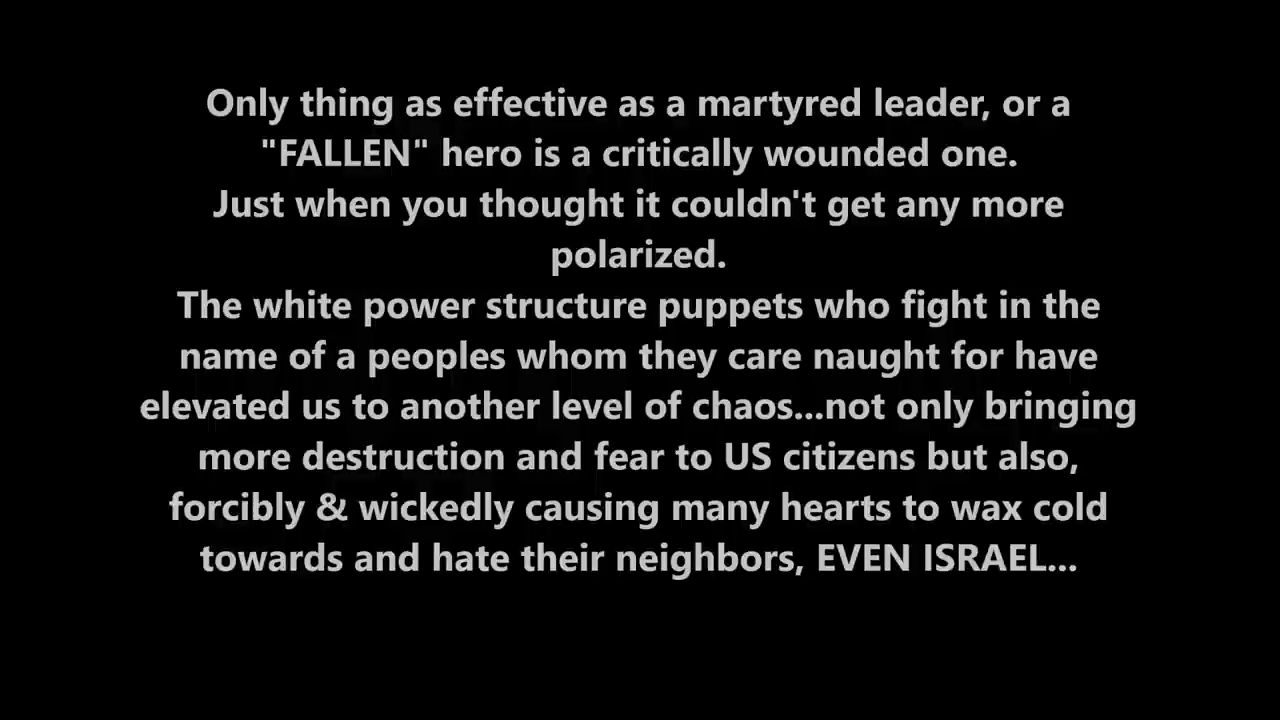 Only thing as effective as a martyred leader, or a
"FALLEN" hero is a critically wounded one.
Just when you thought it couldn't get any more
polarized.
The white power structure puppets who fight in the
name of a peoples whom they care naught for have
elevated us to another level of chaos...not only bringing
more destruction and fear to US citizens but also,
forcibly & wickedly causing many hearts to wax cold
towards and hate their neighbors, EVEN ISRAEL...